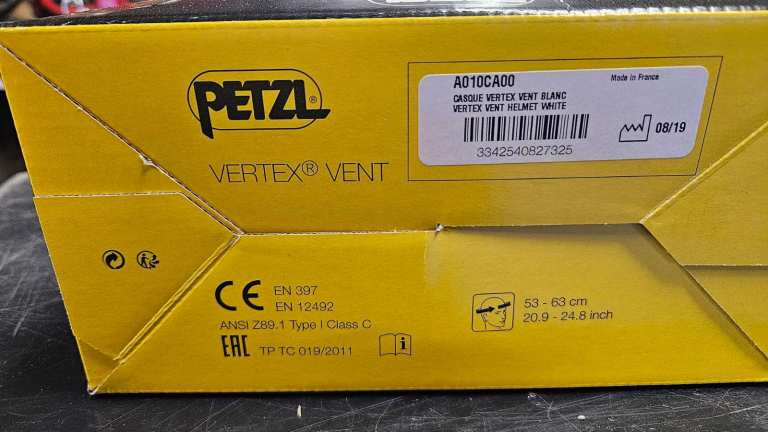 PETZL®
VERTEX® VENT
A010CA00
Made in France
CASQUE VERTEX VENT BLANC
VERTEX VENT HELMET WHITE
3342540827325
08/19
CE
EN 397
EN 12492
ANSI Z89.1 Type I Class C
EAC TP TC 019/2011
i
53 - 63 cm
20.9 - 24.8 inch